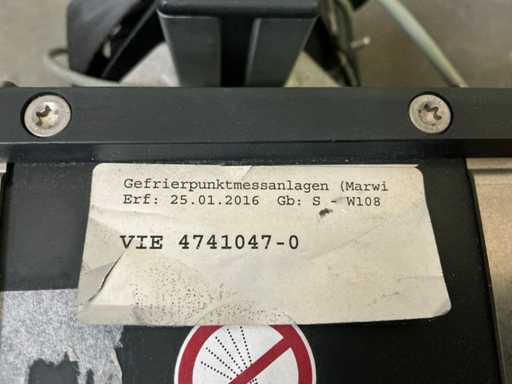 Gefrierpunktmessanlagen (Marwi
Erf: 25.01.2016 Gb: S - W108
VIE 4741047-0